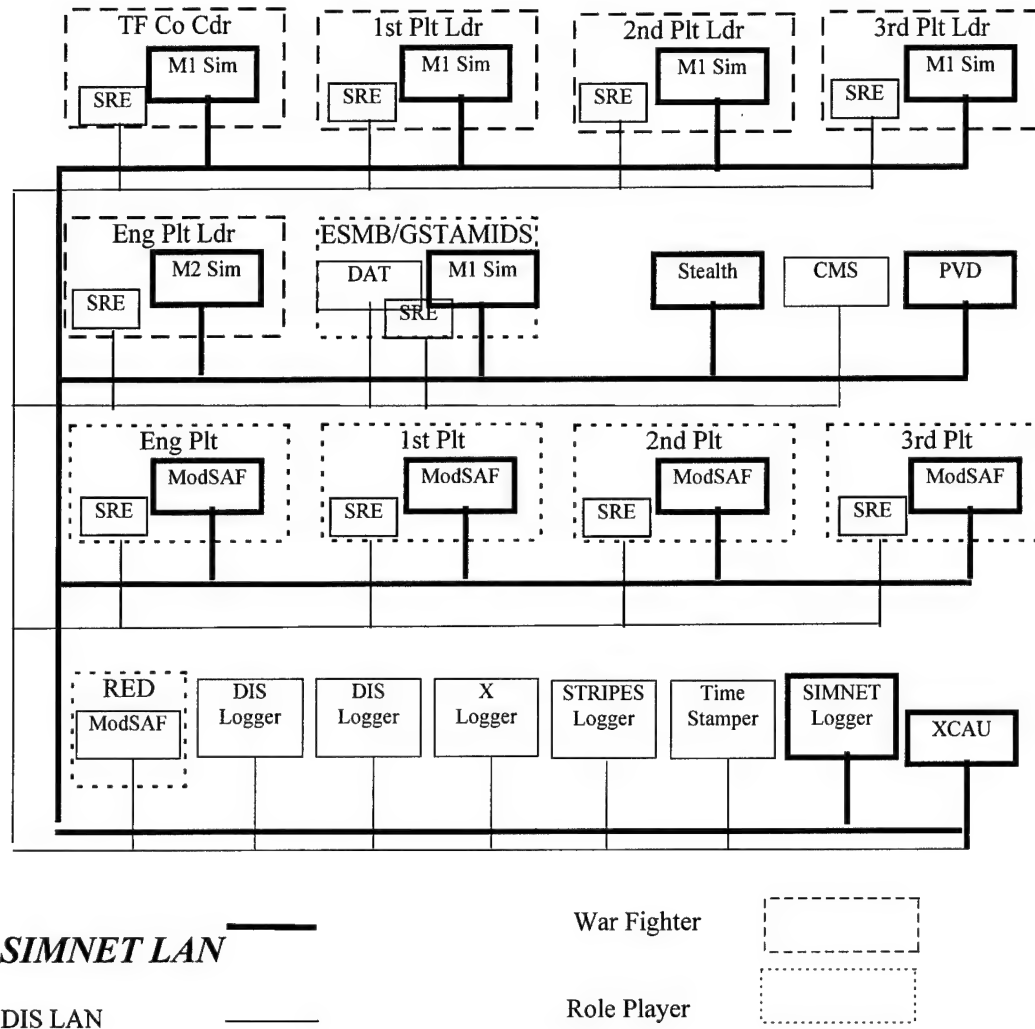 TF Co Cdr
M1 Sim
SRE
1st Plt Ldr
M1 Sim
SRE
2nd Plt Ldr
M1 Sim
SRE
3rd Plt Ldr
M1 Sim
SRE
Eng Plt Ldr
M2 Sim
SRE
ESMB/GSTAMIDS
DAT
M1 Sim
SRE
Stealth
CMS
PVD
Eng Plt
ModSAF
SRE
1st Plt
ModSAF
SRE
2nd Plt
ModSAF
SRE
3rd Plt
ModSAF
SRE
RED
ModSAF
DIS
Logger
DIS
Logger
X
Logger
STRIPES
Logger
Time
Stamper
SIMNET
Logger
XCAU
SIMNET LAN
War Fighter
DIS LAN
Role Player